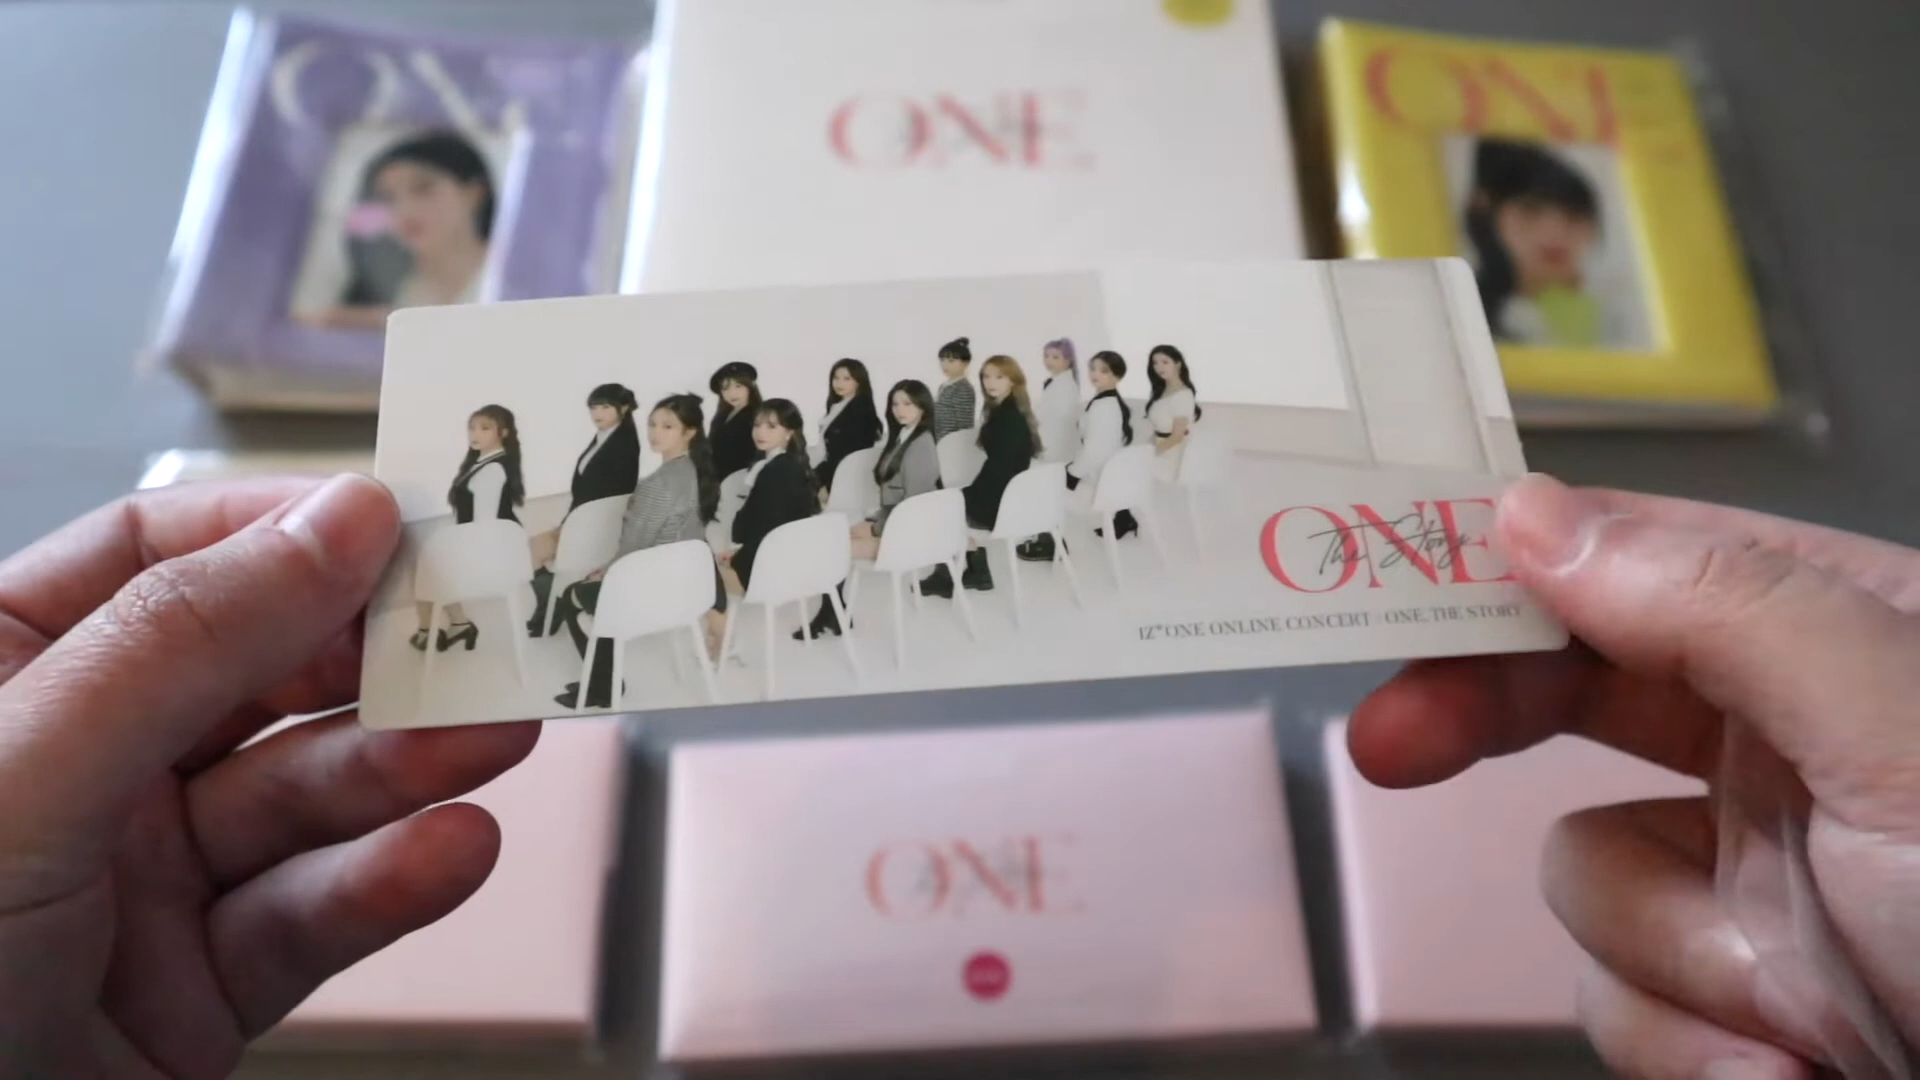 ONE
ONE
ONE
ONE
The Story
IZ*ONE ONLINE CONCERT : ONE, THE STORY
ONE